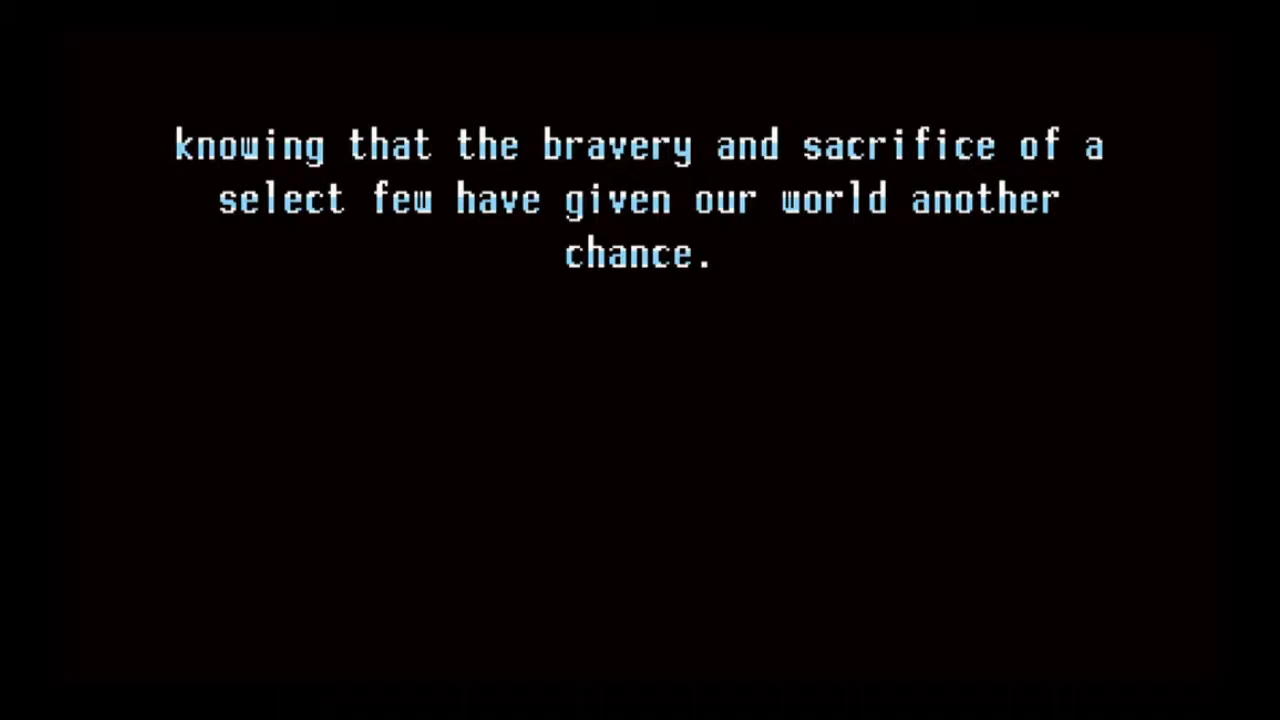 knowing that the bravery and sacrifice of a
select few have given our world another
chance.